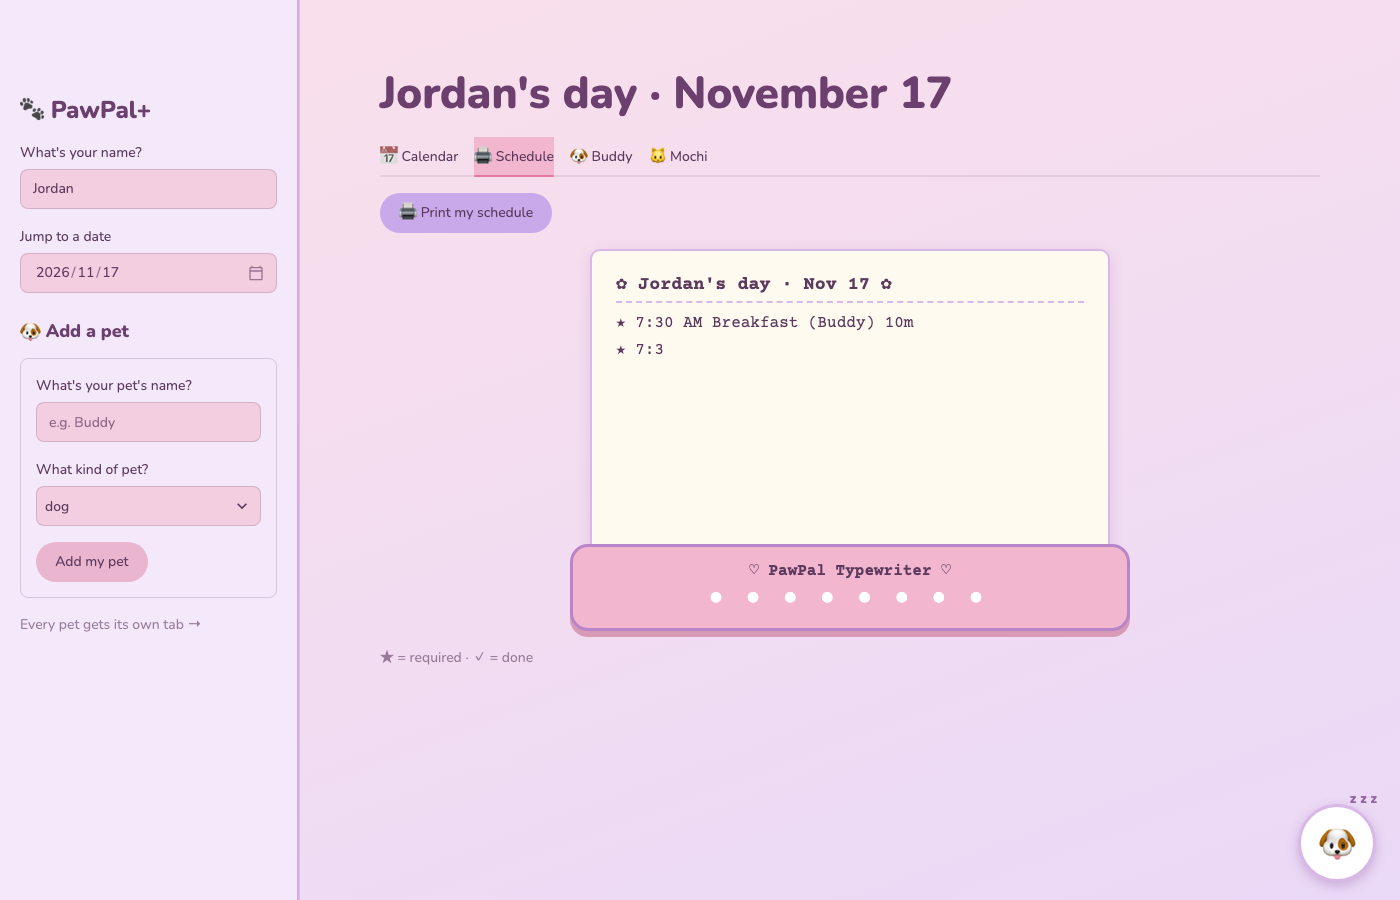 PawPal+
What's your name?
Jordan
Jump to a date
2026/11/17
Add a pet
What's your pet's name?
e.g. Buddy
What kind of pet?
dog
Add my pet
Every pet gets its own tab →
Jordan's day · November 17
Calendar Schedule Buddy Mochi
Print my schedule
✿ Jordan's day · Nov 17 ✿
★ 7:30 AM Breakfast (Buddy) 10m
★ 7:3
♡ PawPal Typewriter ♡
★ = required · ✓ = done
z z z